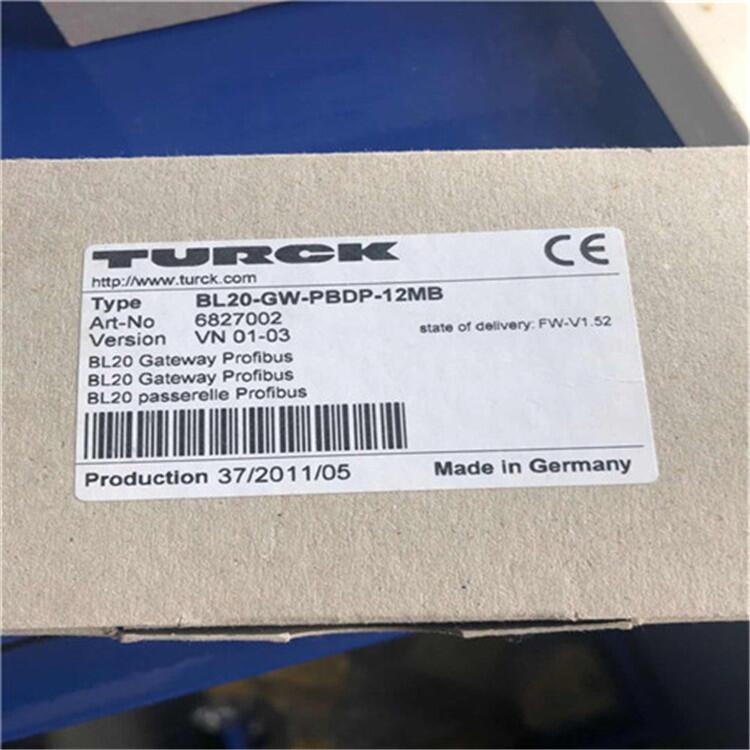 TURCK
CE
http://www.turck.com
Type BL20-GW-PBDP-12MB
Art-No 6827002
Version VN 01-03
state of delivery: FW-V1.52
BL20 Gateway Profibus
BL20 Gateway Profibus
BL20 passerelle Profibus
Production 37/2011/05
Made in Germany